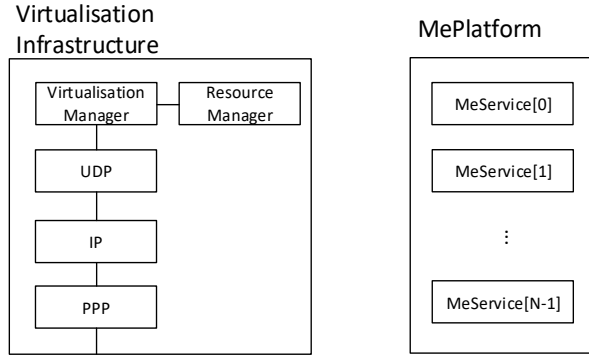 Virtualisation
Infrastructure
Virtualisation
Manager
Resource
Manager
UDP
IP
PPP
MePlatform
MeService[0]
MeService[1]
⋮
MeService[N-1]